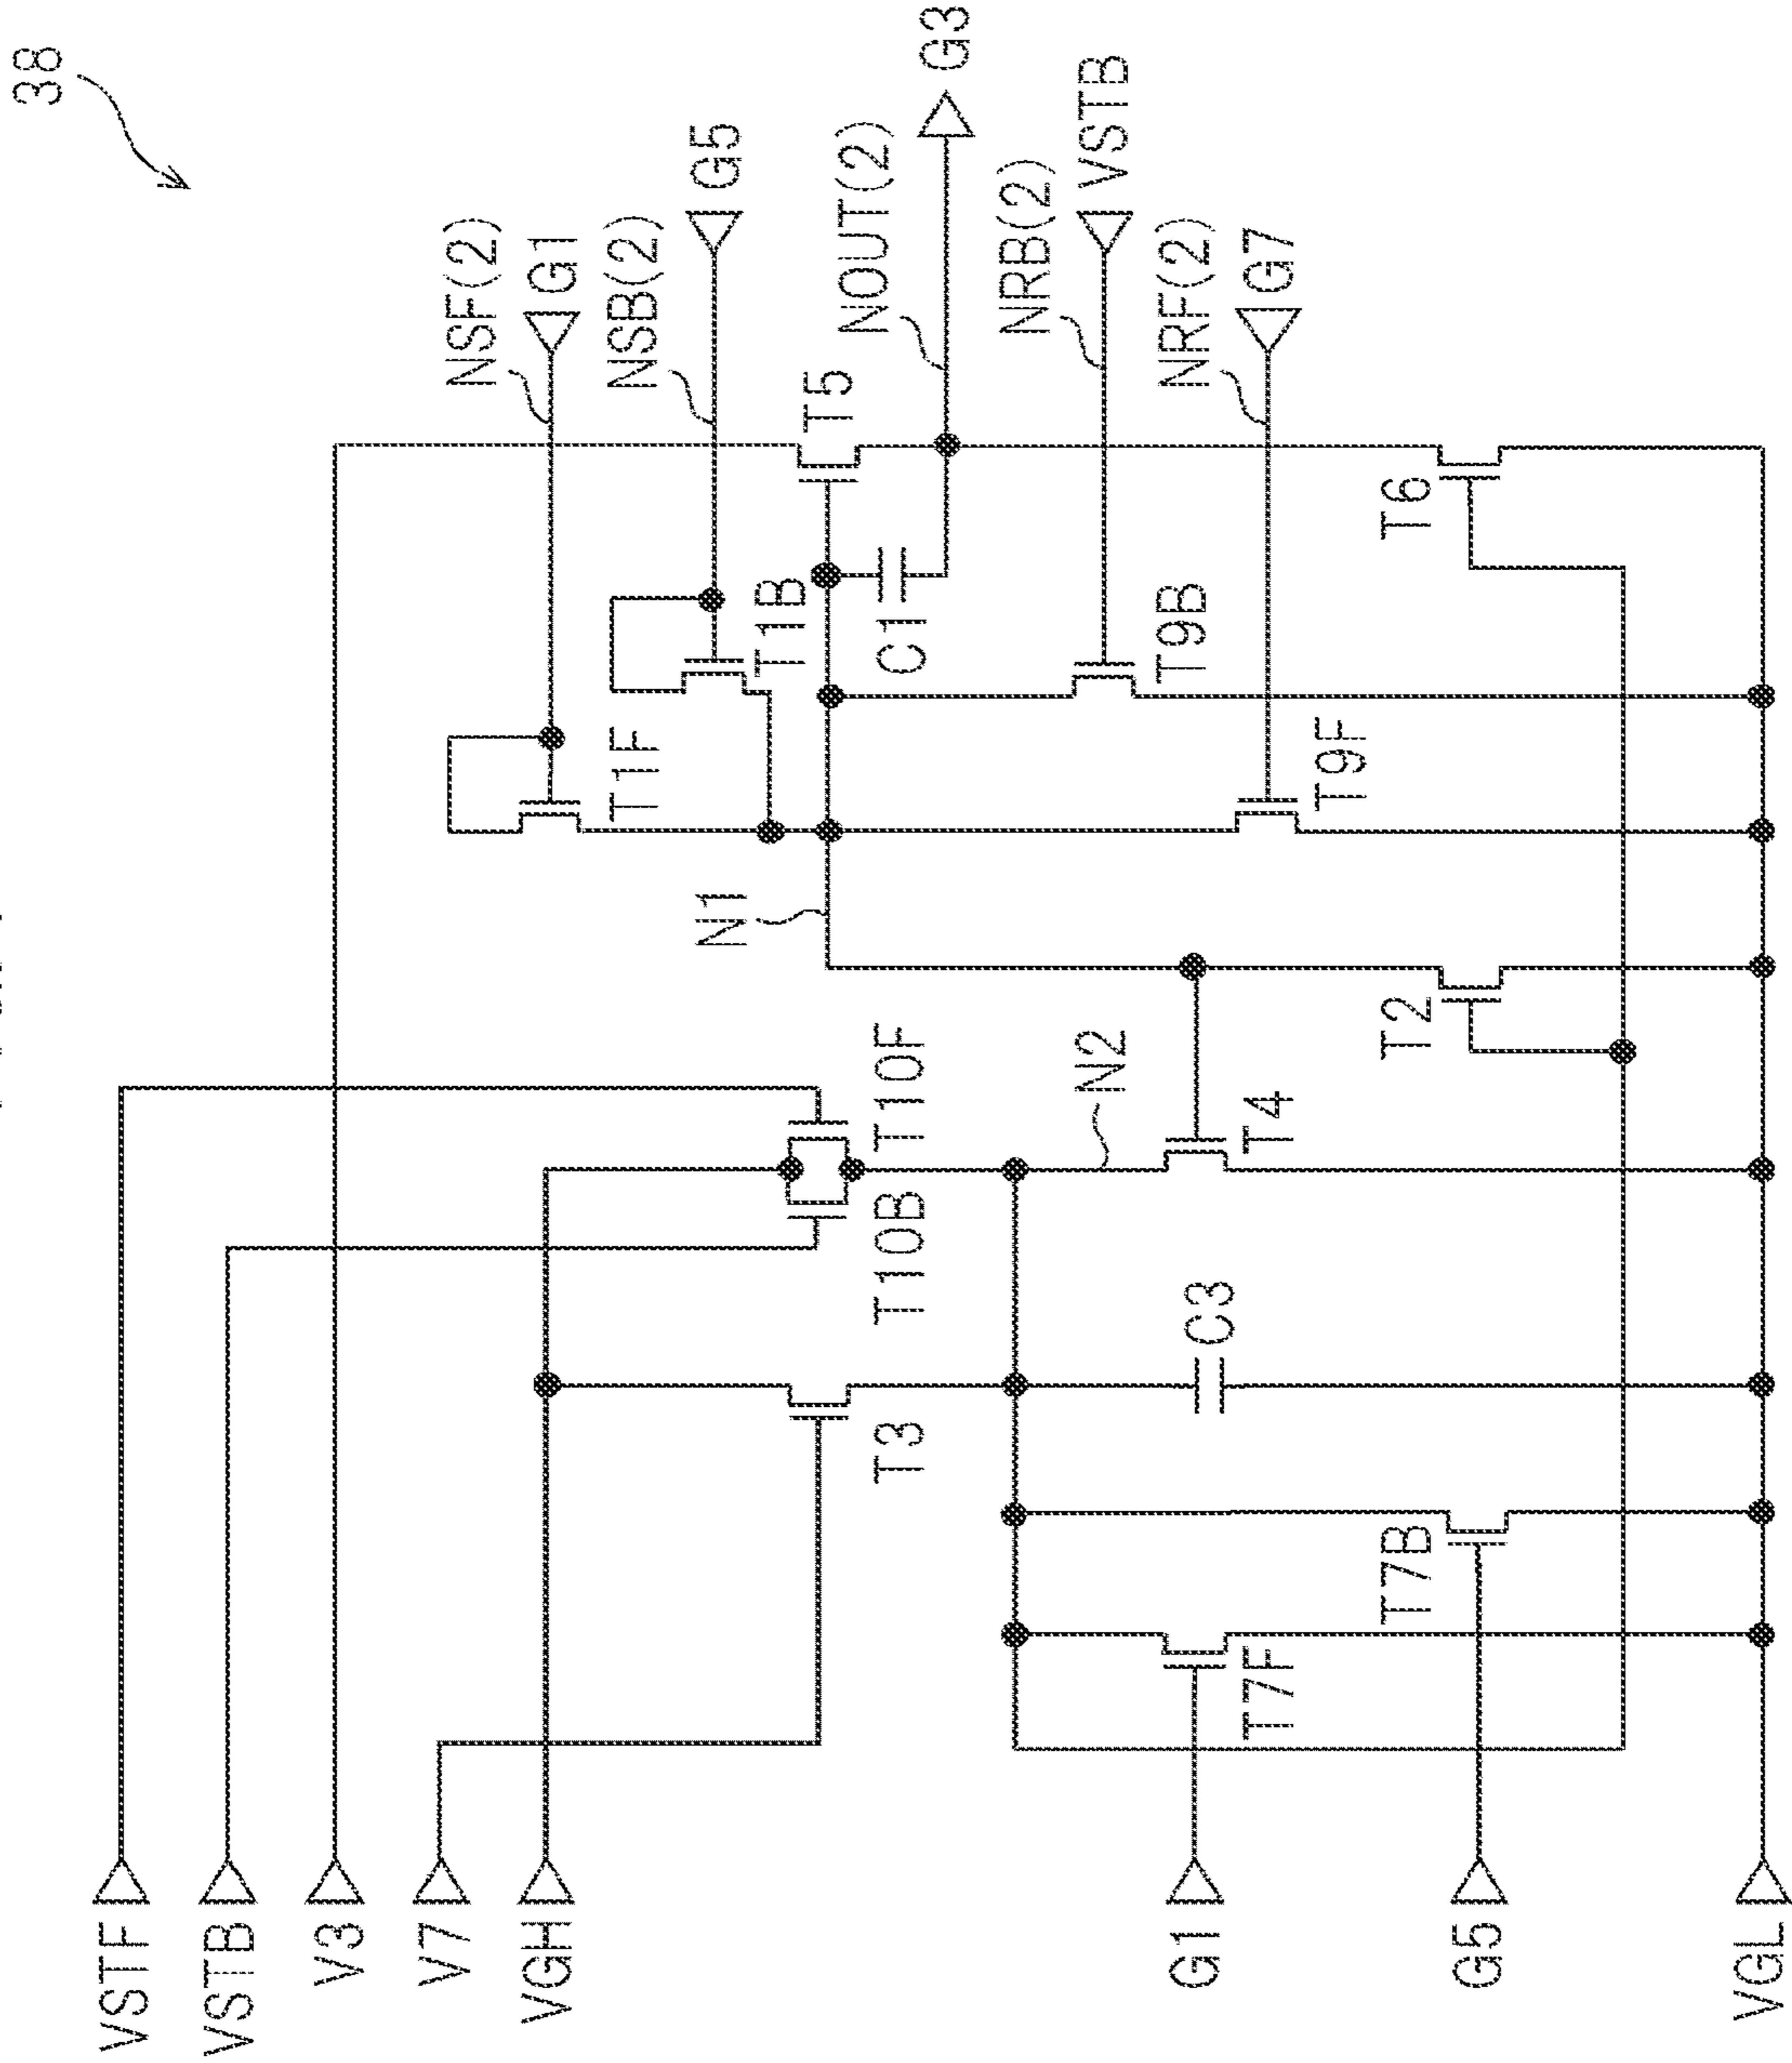 38
VSTF
VSTB
V3
V7
VGH
G1
G5
VGL
NSF(2)
G1
NSB(2)
G5
NOUT(2)
G3
NRB(2)
VSTB
NRF(2)
G7
T1F
T1B
T5
C1
N1
T9B
T9F
T10B
T10F
T3
N2
C3
T4
T2
T6
T7F
T7B